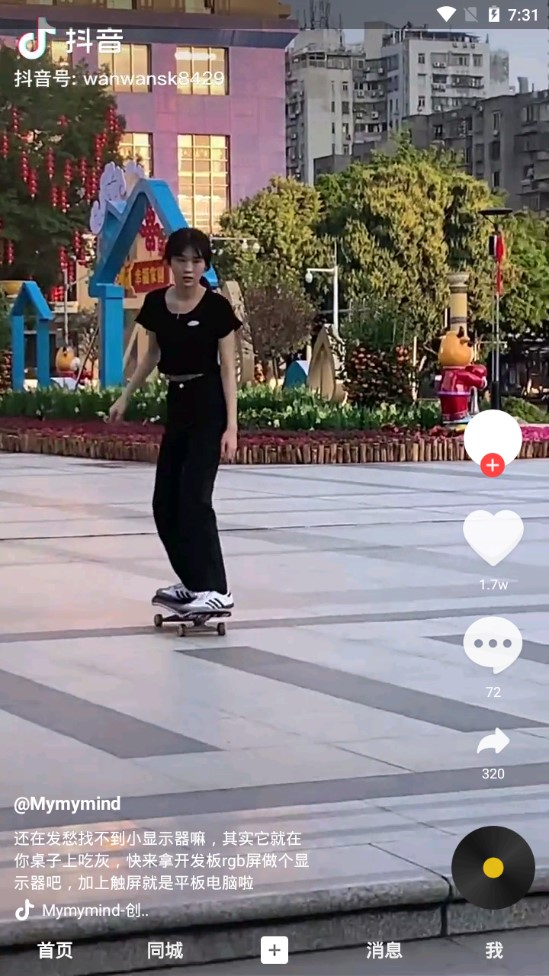 7:31
抖音
抖音号: wanwansk8429
1.7w
72
320
@Mymymind
还在发愁找不到小显示器嘛，其实它就在
你桌子上吃灰，快来拿开发板rgb屏做个显
示器吧，加上触屏就是平板电脑啦
Mymymind-创..
首页 同城 消息 我